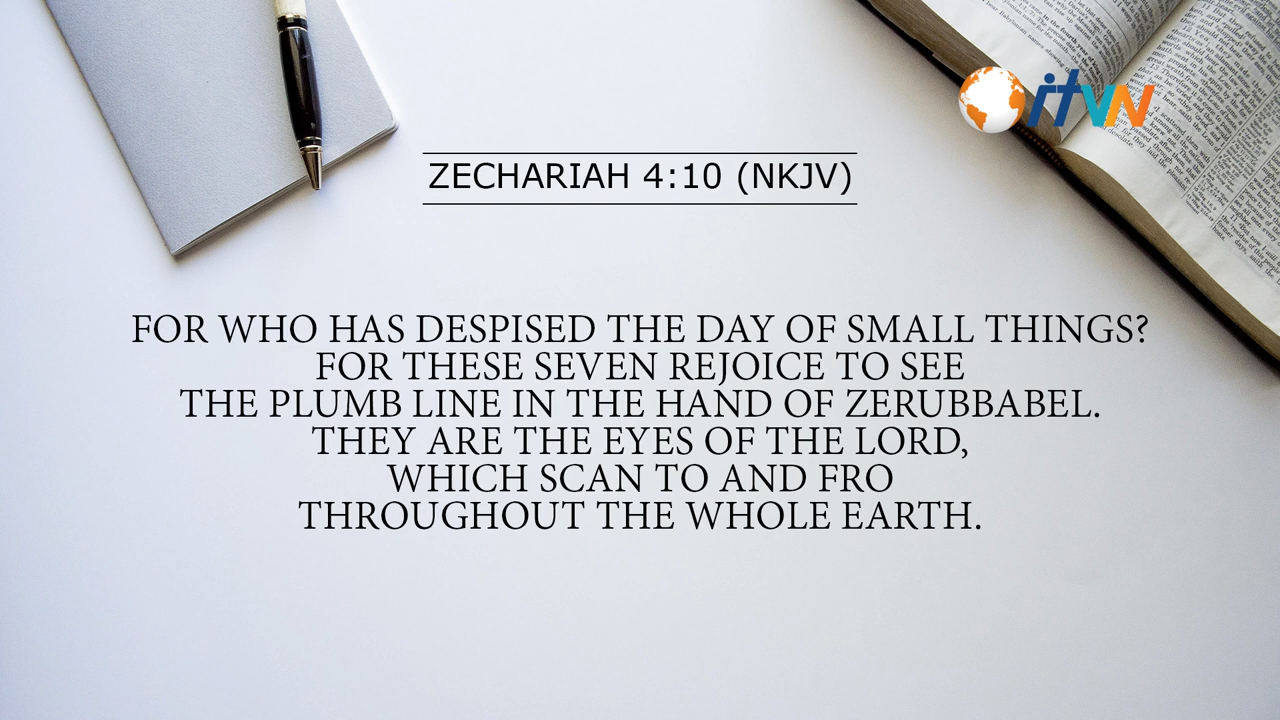 itVN
ZECHARIAH 4:10 (NKJV)
FOR WHO HAS DESPISED THE DAY OF SMALL THINGS?
FOR THESE SEVEN REJOICE TO SEE
THE PLUMB LINE IN THE HAND OF ZERUBBABEL.
THEY ARE THE EYES OF THE LORD,
WHICH SCAN TO AND FRO
THROUGHOUT THE WHOLE EARTH.